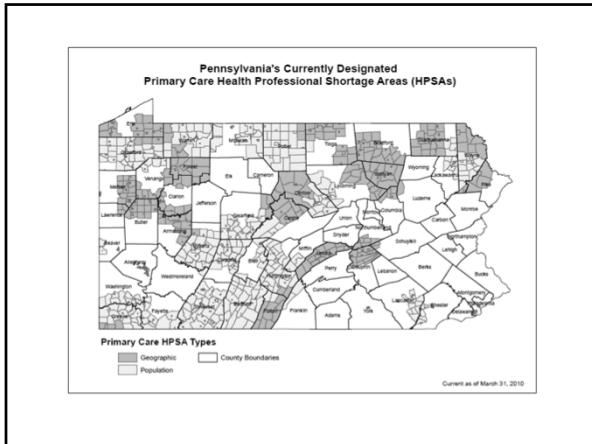 Pennsylvania's Currently Designated
Primary Care Health Professional Shortage Areas (HPSAs)
Erie
Warren
McKean
Potter
Tioga
Bradford
Susquehanna
Wayne
Crawford
Forest
Elk
Cameron
Wyoming
Lackawanna
Pike
Mercer
Venango
Clarion
Jefferson
Clinton
Lycoming
Sullivan
Luzerne
Monroe
Lawrence
Butler
Clearfield
Centre
Union
Columbia
Carbon
Armstrong
Snyder
Northumberland
Northampton
Beaver
Indiana
Mifflin
Schuylkill
Lehigh
Allegheny
Cambria
Blair
Juniata
Dauphin
Lebanon
Berks
Bucks
Westmoreland
Huntingdon
Perry
Washington
Cumberland
Lancaster
Chester
Montgomery
Philadelphia
Delaware
Greene
Fayette
Somerset
Bedford
Fulton
Franklin
Adams
York
Primary Care HPSA Types
Geographic
County Boundaries
Population
Current as of March 31, 2010